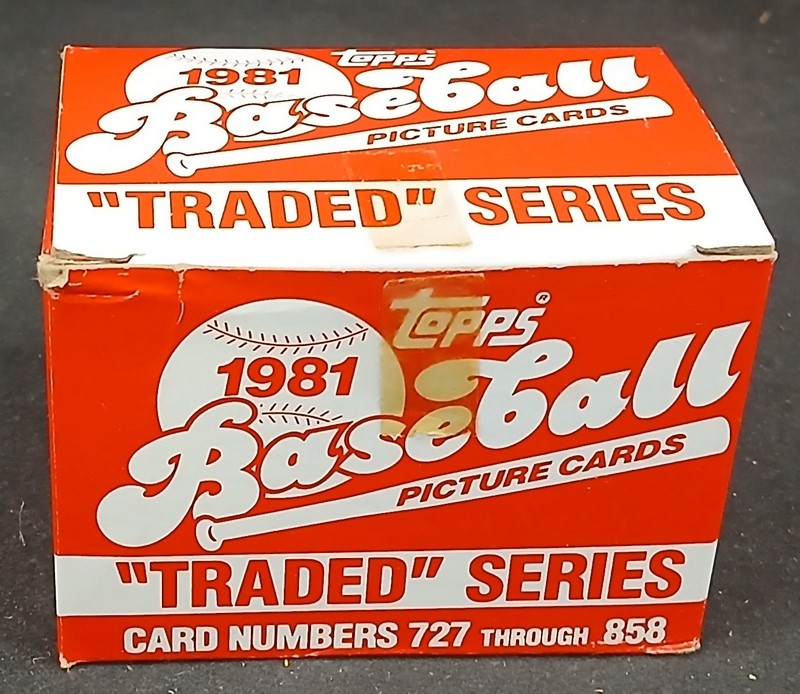 topps
1981
Baseball
PICTURE CARDS
"TRADED" SERIES
topps®
1981
Baseball
PICTURE CARDS
"TRADED" SERIES
CARD NUMBERS 727 THROUGH 858